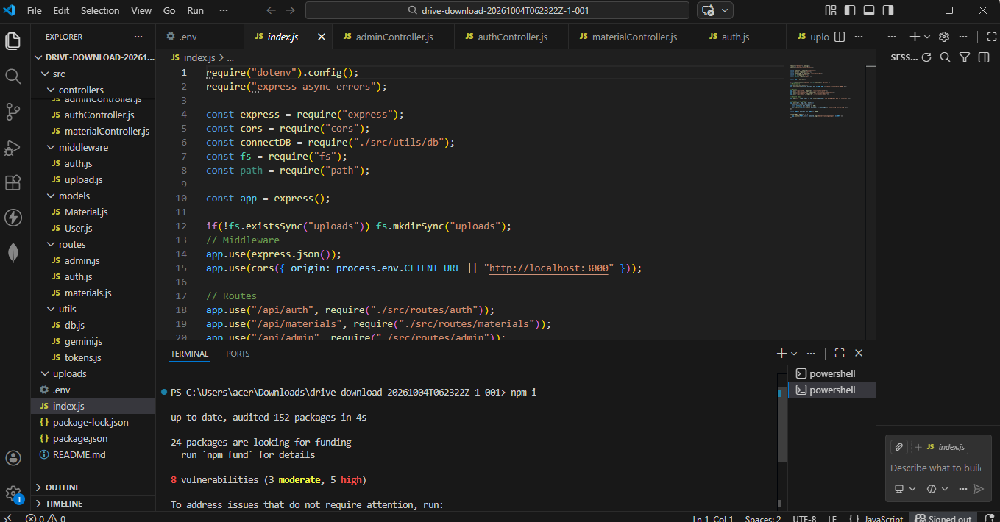 File Edit Selection View Go Run ··· drive-download-20261004T062322Z-1-001
EXPLORER ···
DRIVE-DOWNLOAD-20261...
src
controllers
adminController.js
authController.js
materialController.js
middleware
auth.js
upload.js
models
Material.js
User.js
routes
admin.js
auth.js
materials.js
utils
db.js
gemini.js
tokens.js
uploads
.env
index.js
package-lock.json
package.json
README.md
OUTLINE
TIMELINE
.env JS index.js JS adminController.js JS authController.js JS materialController.js JS auth.js JS uplo
JS index.js > ...
1 require("dotenv").config();
2 require("express-async-errors");
3
4 const express = require("express");
5 const cors = require("cors");
6 const connectDB = require("./src/utils/db");
7 const fs = require("fs");
8 const path = require("path");
9
10 const app = express();
11
12 if(!fs.existsSync("uploads")) fs.mkdirSync("uploads");
13 // Middleware
14 app.use(express.json());
15 app.use(cors({ origin: process.env.CLIENT_URL || "http://localhost:3000" }));
16
17 // Routes
18 app.use("/api/auth", require("./src/routes/auth"));
19 app.use("/api/materials", require("./src/routes/materials"));
20 app.use("/api/admin", require("./src/routes/admin"));
TERMINAL PORTS
PS C:\Users\acer\Downloads\drive-download-20261004T062322Z-1-001> npm i
up to date, audited 152 packages in 4s
24 packages are looking for funding
run `npm fund` for details
8 vulnerabilities (3 moderate, 5 high)
To address issues that do not require attention, run:
powershell
powershell
SESS...
+ JS index.js
Describe what to build
1
0 0 Ln 1, Col 1 Spaces: 2 UTF-8 LF {} JavaScript Signed out